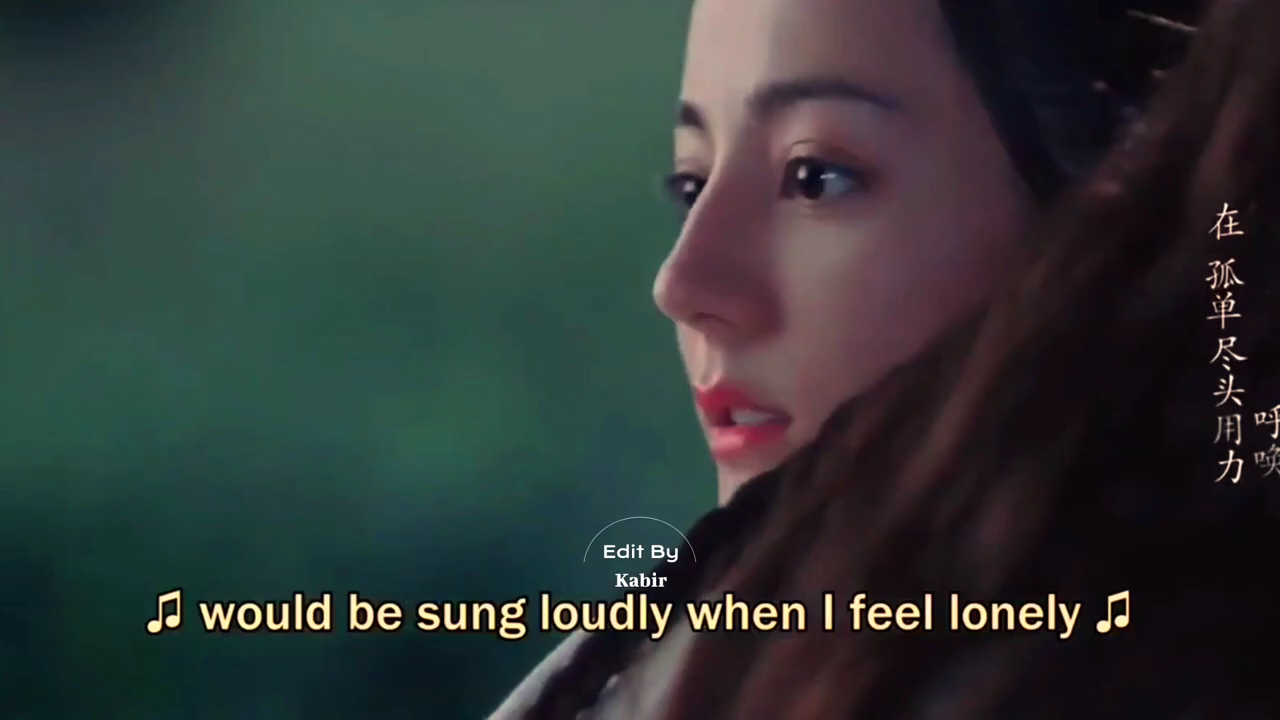 在 孤单尽头用力
呼唤
Edit By
Kabir
♫ would be sung loudly when I feel lonely ♫